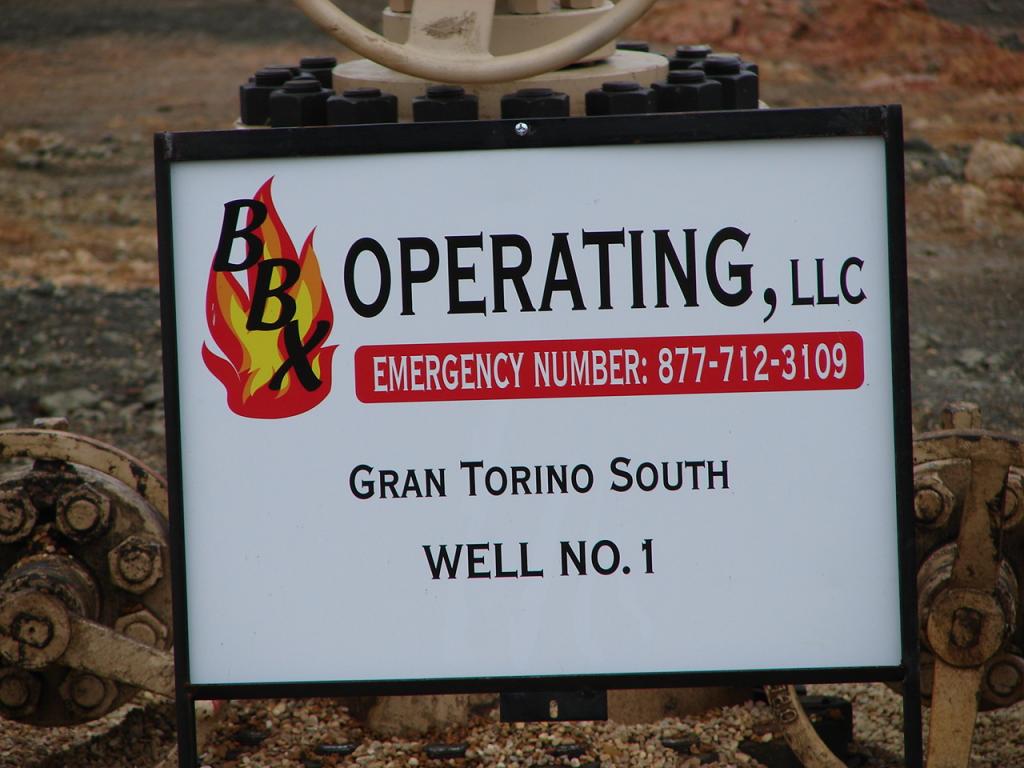 BBX
OPERATING, LLC
EMERGENCY NUMBER: 877-712-3109
GRAN TORINO SOUTH
WELL NO. 1